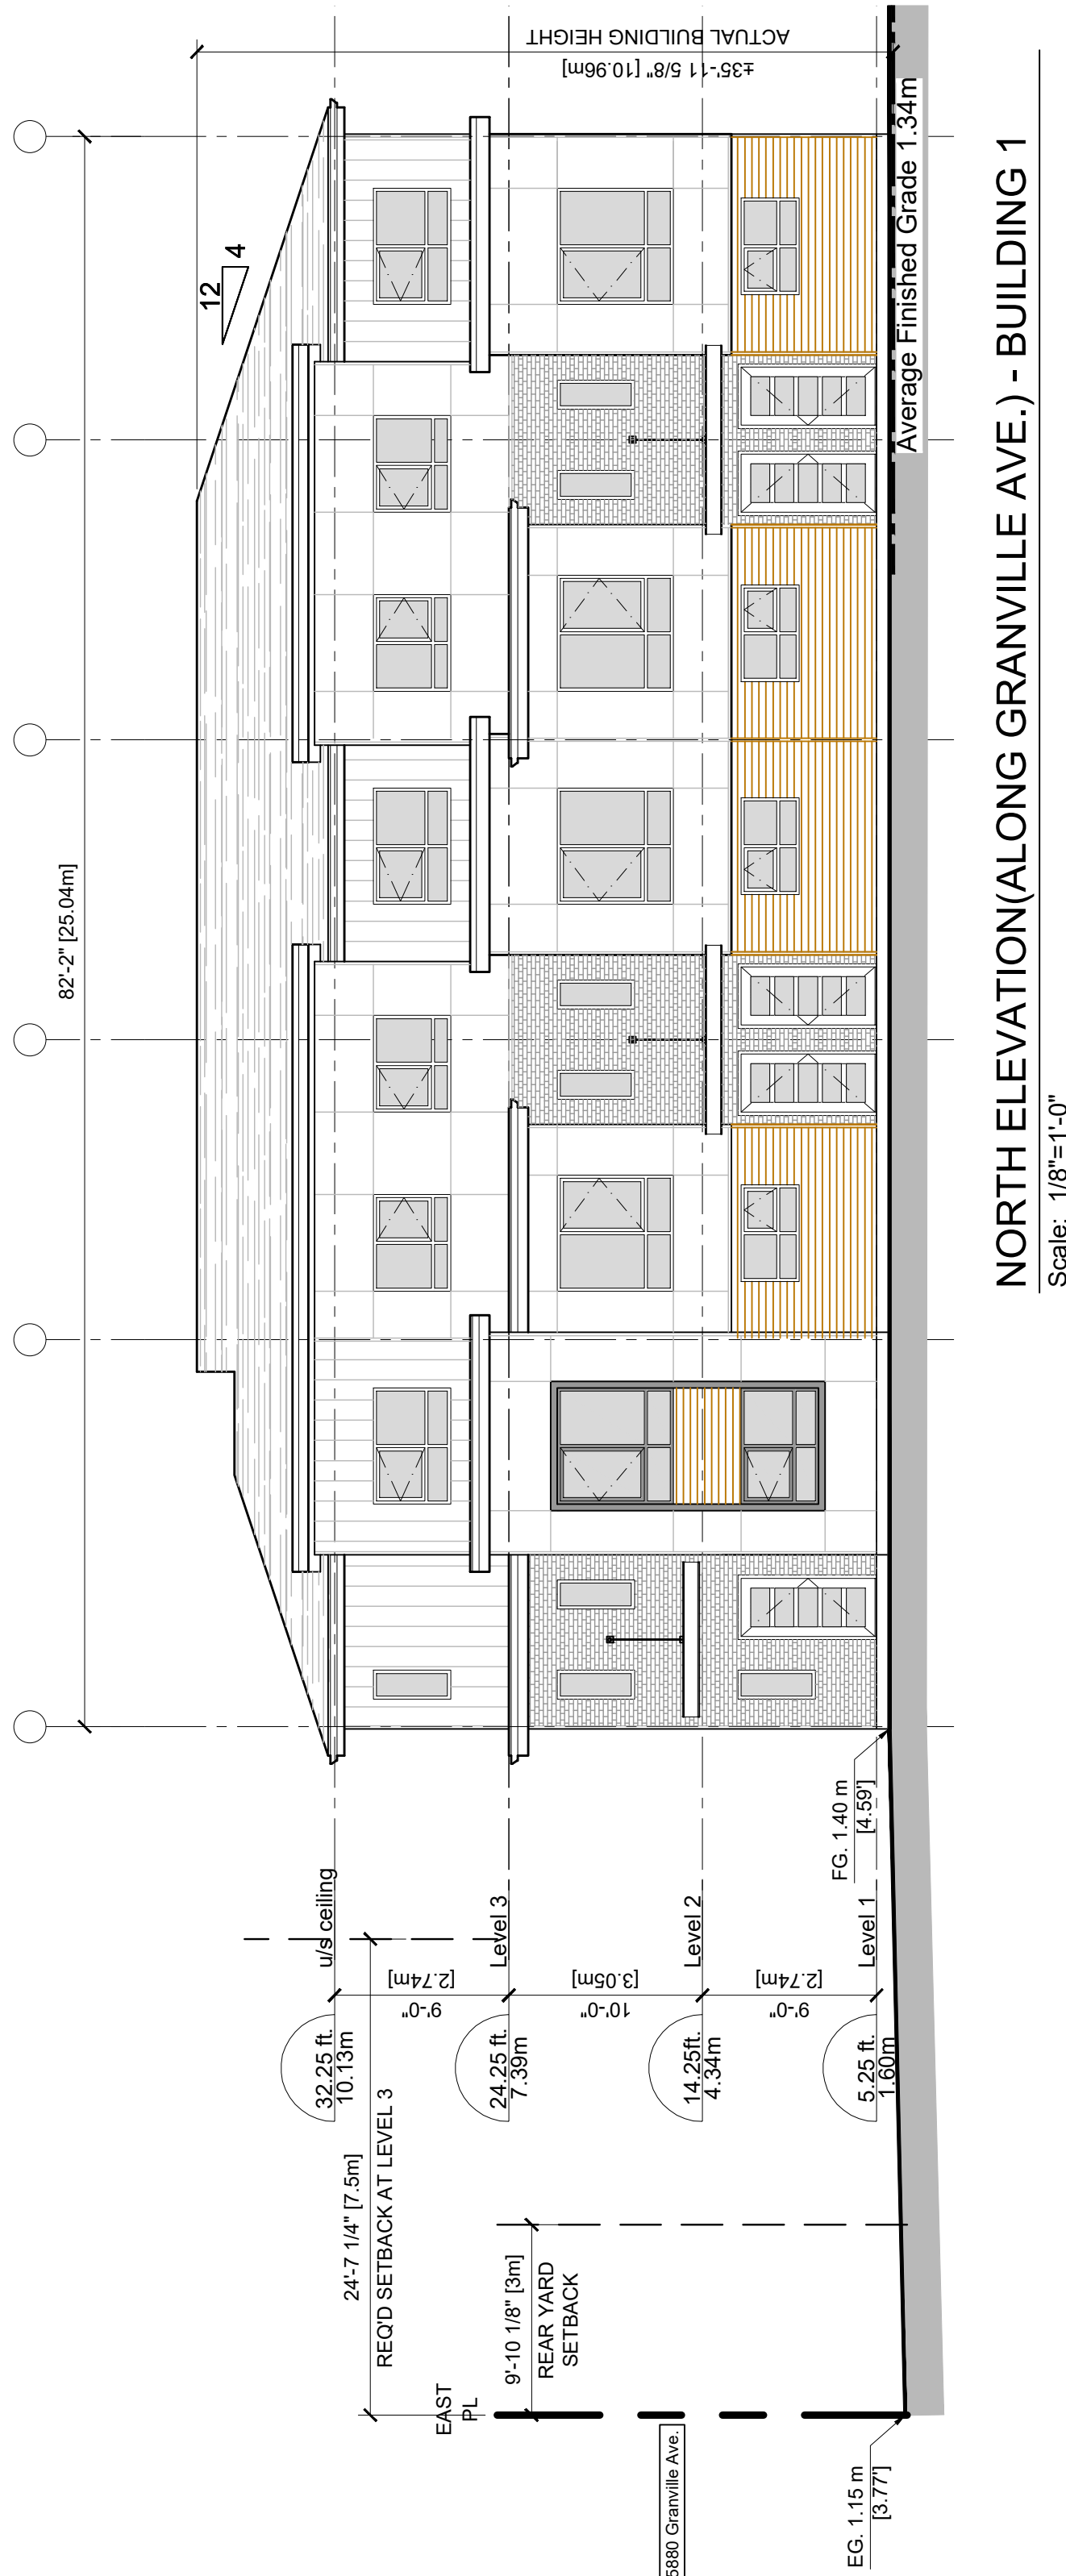 82'-2" [25.04m]
12
4
ACTUAL BUILDING HEIGHT
±35'-11 5/8" [10.96m]
24'-7 1/4" [7.5m]
REQ'D SETBACK AT LEVEL 3
EAST
PL
9'-10 1/8" [3m]
REAR YARD
SETBACK
5880 Granville Ave.
EG. 1.15 m
[3.77']
32.25 ft.
10.13m
u/s ceiling
9'-0"
[2.74m]
24.25 ft.
7.39m
Level 3
10'-0"
[3.05m]
14.25ft.
4.34m
Level 2
9'-0"
[2.74m]
5.25 ft.
1.60m
Level 1
FG. 1.40 m
[4.59']
Average Finished Grade 1.34m
NORTH ELEVATION(ALONG GRANVILLE AVE.) - BUILDING 1
Scale: 1/8"=1'-0"